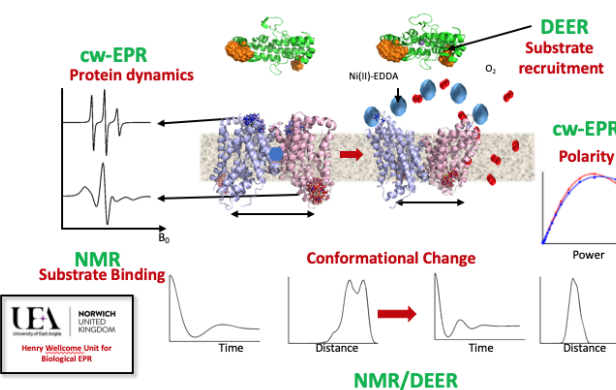 DEER
Substrate
recruitment
cw-EPR
Protein dynamics
Ni(II)-EDDA
O2
cw-EPR
Polarity
B0
Power
NMR
Substrate Binding
Conformational Change
UEA
University of East Anglia
NORWICH
UNITED
KINGDOM
Henry Wellcome Unit for
Biological EPR
Time
Distance
Time
Distance
NMR/DEER